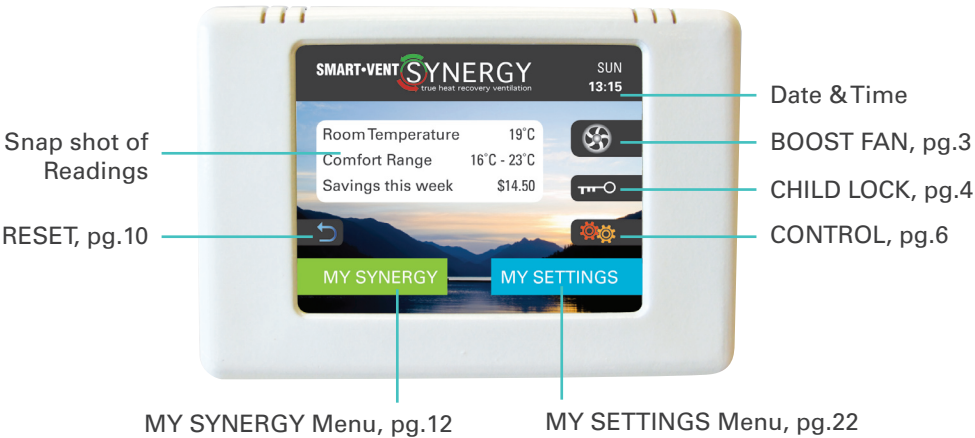 SMART•VENT SYNERGY
true heat recovery ventilation
SUN
13:15
Date & Time
Snap shot of
Readings
Room Temperature 19°C
Comfort Range 16°C - 23°C
Savings this week $14.50
BOOST FAN, pg.3
CHILD LOCK, pg.4
RESET, pg.10
CONTROL, pg.6
MY SYNERGY
MY SETTINGS
MY SYNERGY Menu, pg.12
MY SETTINGS Menu, pg.22